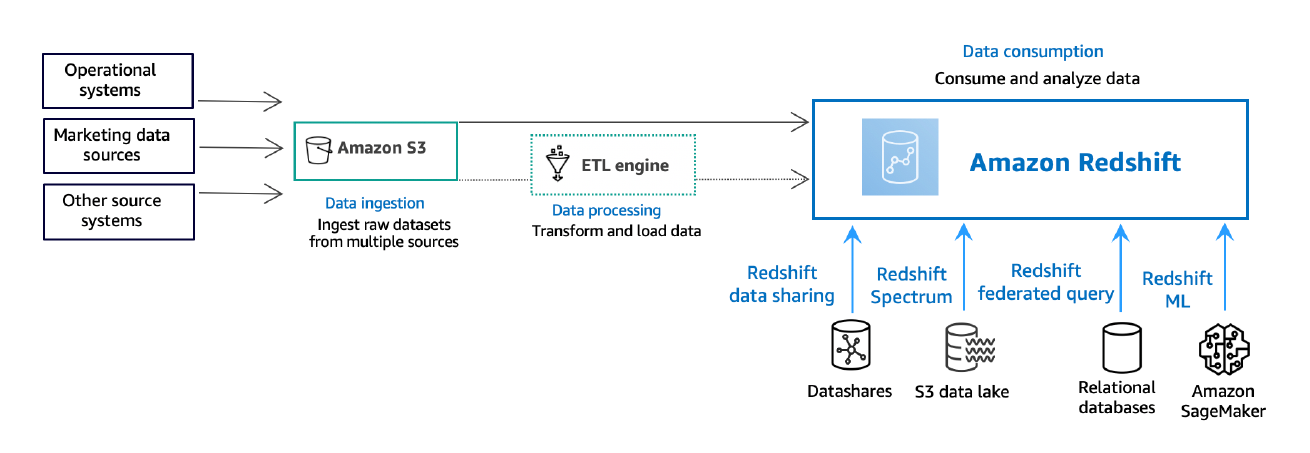 Operational
systems
Marketing data
sources
Other source
systems
Amazon S3
Data ingestion
Ingest raw datasets
from multiple sources
ETL engine
Data processing
Transform and load data
Data consumption
Consume and analyze data
Amazon Redshift
Redshift
data sharing
Redshift
Spectrum
Redshift
federated query
Redshift
ML
Datashares
S3 data lake
Relational
databases
Amazon
SageMaker